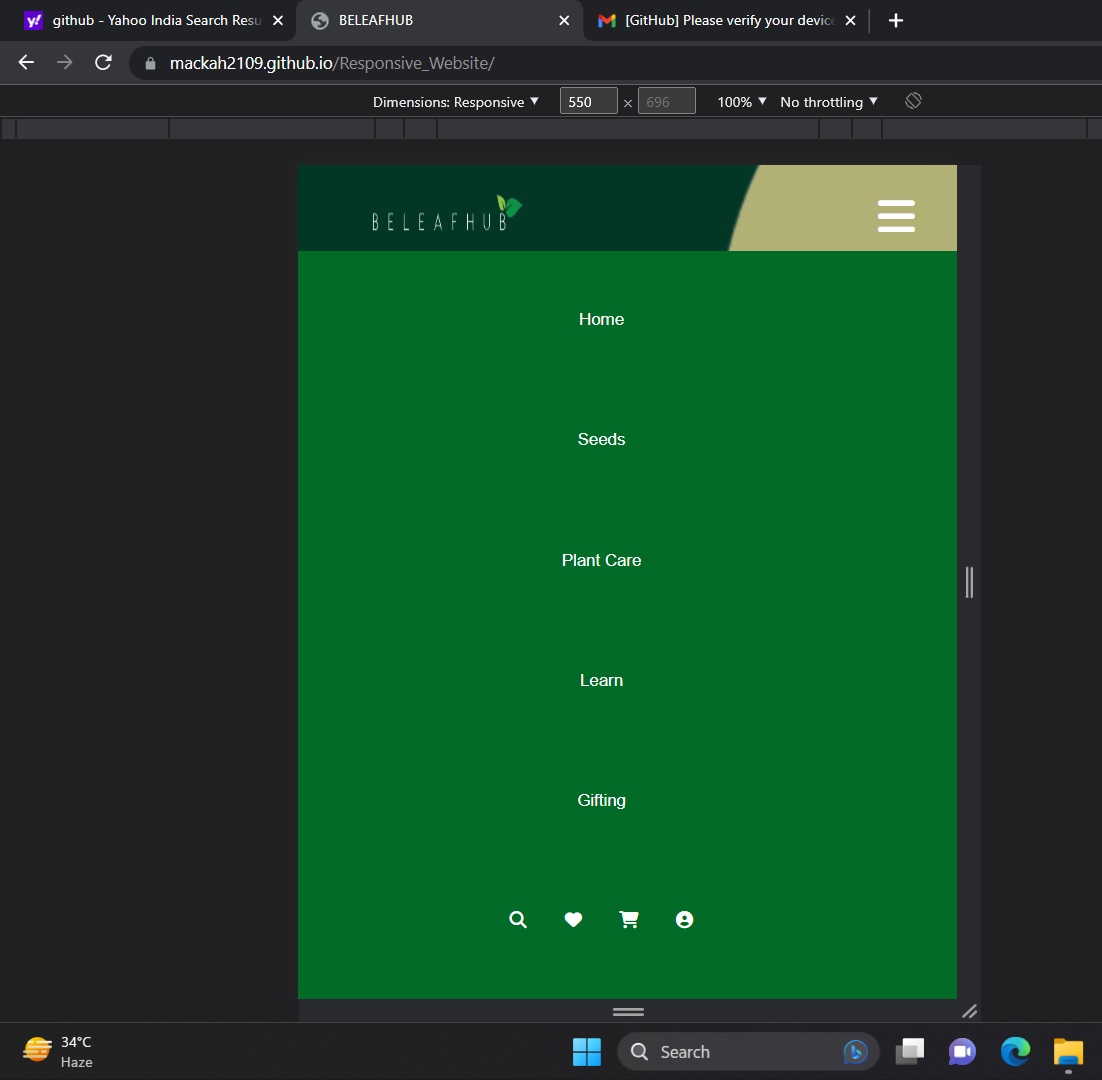 github - Yahoo India Search Resu
BELEAFHUB
[GitHub] Please verify your device
mackah2109.github.io/Responsive_Website/
Dimensions: Responsive
550
×
696
100%
No throttling
BELEAFHUB
Home
Seeds
Plant Care
Learn
Gifting
34°C
Haze
Search